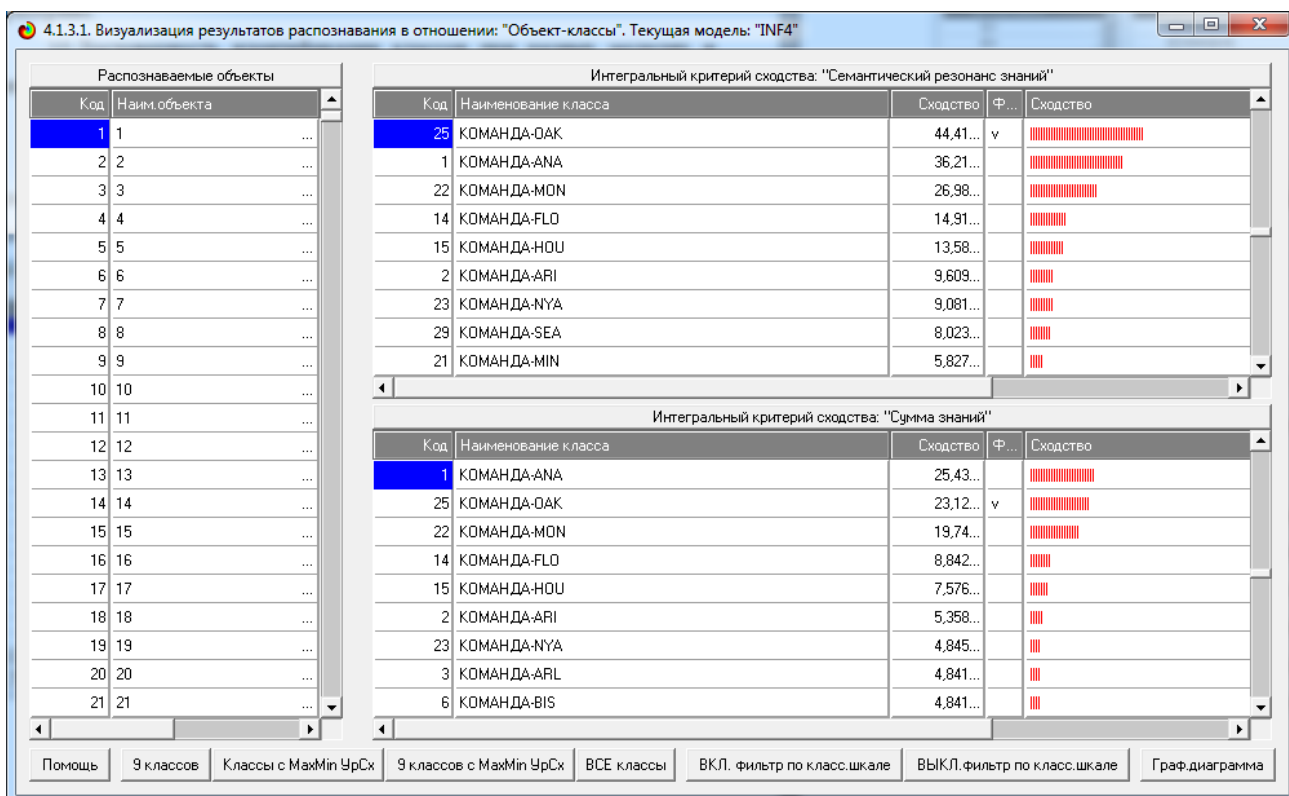 4.1.3.1. Визуализация результатов распознавания в отношении: "Объект-классы". Текущая модель: "INF4"
Распознаваемые объекты
Код Наим.объекта
1 1 ...
2 2 ...
3 3 ...
4 4 ...
5 5 ...
6 6 ...
7 7 ...
8 8 ...
9 9 ...
10 10 ...
11 11 ...
12 12 ...
13 13 ...
14 14 ...
15 15 ...
16 16 ...
17 17 ...
18 18 ...
19 19 ...
20 20 ...
21 21 ...
Интегральный критерий сходства: "Семантический резонанс знаний"
Код Наименование класса Сходство Ф... Сходство
25 КОМАНДА-OAK 44,41... v
1 КОМАНДА-ANA 36,21...
22 КОМАНДА-MON 26,98...
14 КОМАНДА-FLO 14,91...
15 КОМАНДА-HOU 13,58...
2 КОМАНДА-ARI 9,609...
23 КОМАНДА-NYA 9,081...
29 КОМАНДА-SEA 8,023...
21 КОМАНДА-MIN 5,827...
Интегральный критерий сходства: "Сумма знаний"
Код Наименование класса Сходство Ф... Сходство
1 КОМАНДА-ANA 25,43...
25 КОМАНДА-OAK 23,12... v
22 КОМАНДА-MON 19,74...
14 КОМАНДА-FLO 8,842...
15 КОМАНДА-HOU 7,576...
2 КОМАНДА-ARI 5,358...
23 КОМАНДА-NYA 4,845...
3 КОМАНДА-ARL 4,841...
6 КОМАНДА-BIS 4,841...
Помощь 9 классов Классы с MaxMin УрСх 9 классов с MaxMin УрСх ВСЕ классы ВКЛ. фильтр по класс.шкале ВЫКЛ.фильтр по класс.шкале Граф.диаграмма